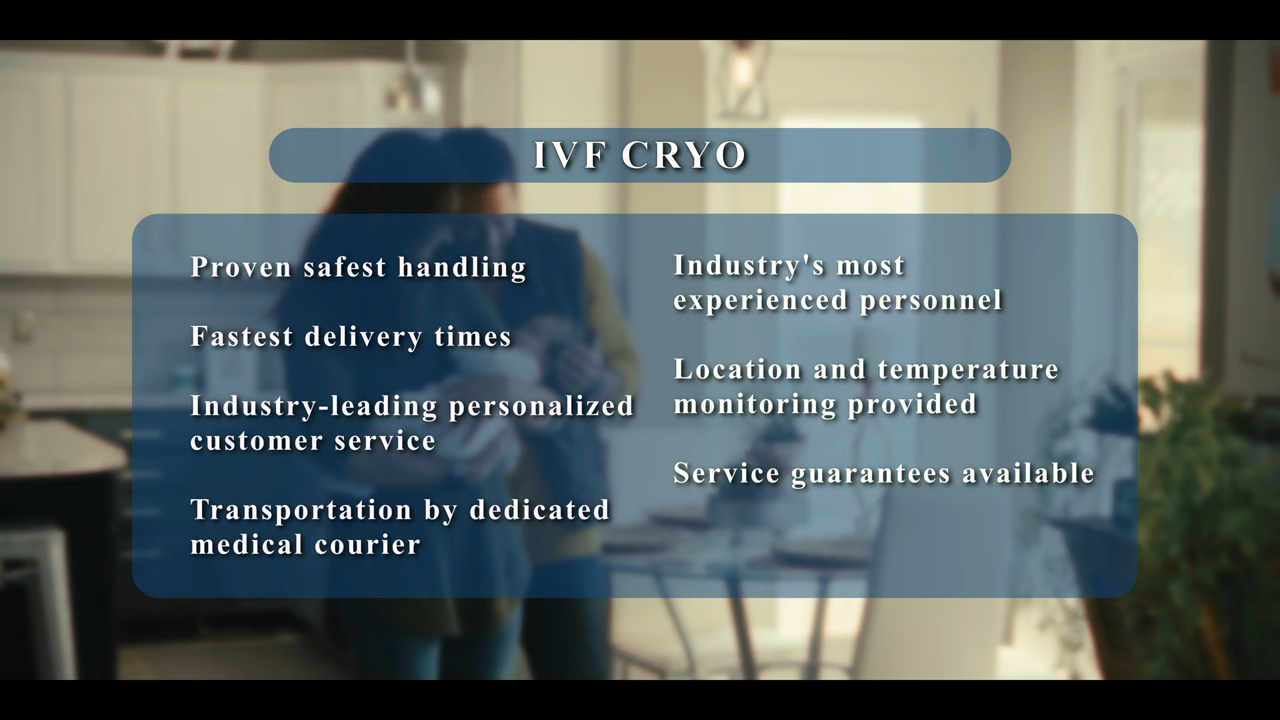 IVF CRYO
Proven safest handling
Fastest delivery times
Industry-leading personalized
customer service
Transportation by dedicated
medical courier
Industry's most
experienced personnel
Location and temperature
monitoring provided
Service guarantees available